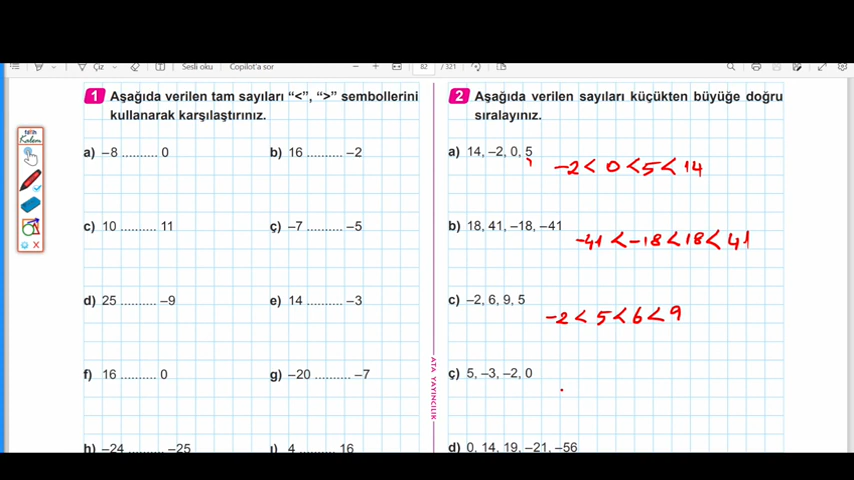 Çiz
Sesli oku
Copilot'a sor
82 / 321
1 Aşağıda verilen tam sayıları “<”, “>” sembollerini
kullanarak karşılaştırınız.
a) –8 .......... 0
b) 16 .......... –2
c) 10 .......... 11
ç) –7 .......... –5
d) 25 .......... –9
e) 14 .......... –3
f) 16 .......... 0
g) –20 .......... –7
h) –24 .......... –25
ı) 4 .......... 16
ATA YAYINCILIK
2 Aşağıda verilen sayıları küçükten büyüğe doğru
sıralayınız.
a) 14, –2, 0, 5
-2 < 0 < 5 < 14
b) 18, 41, –18, –41
-41 < -18 < 18 < 41
c) –2, 6, 9, 5
-2 < 5 < 6 < 9
ç) 5, –3, –2, 0
d) 0, 14, 19, –21, –56
Kalem